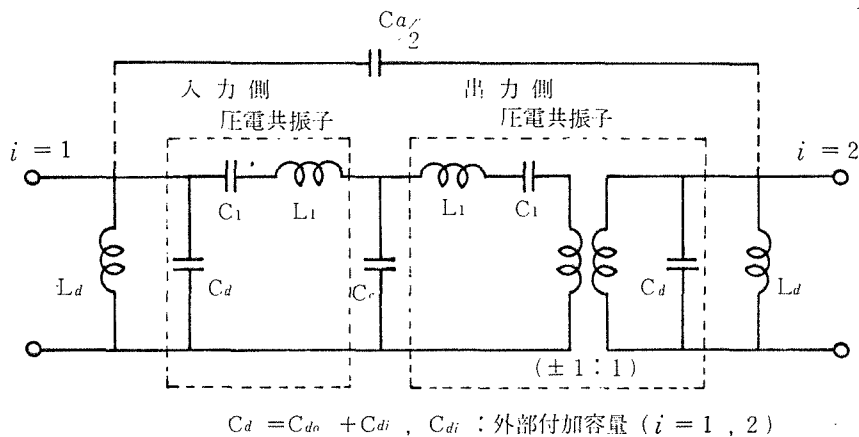 Ca/2
入力側
圧電共振子
出力側
圧電共振子
i = 1
i = 2
C1
L1
L1
C1
Ld
Cd
Cc
Cd
Ld
(±1:1)
Cd = Cdo + Cdi , Cdi : 外部付加容量 ( i = 1 , 2 )